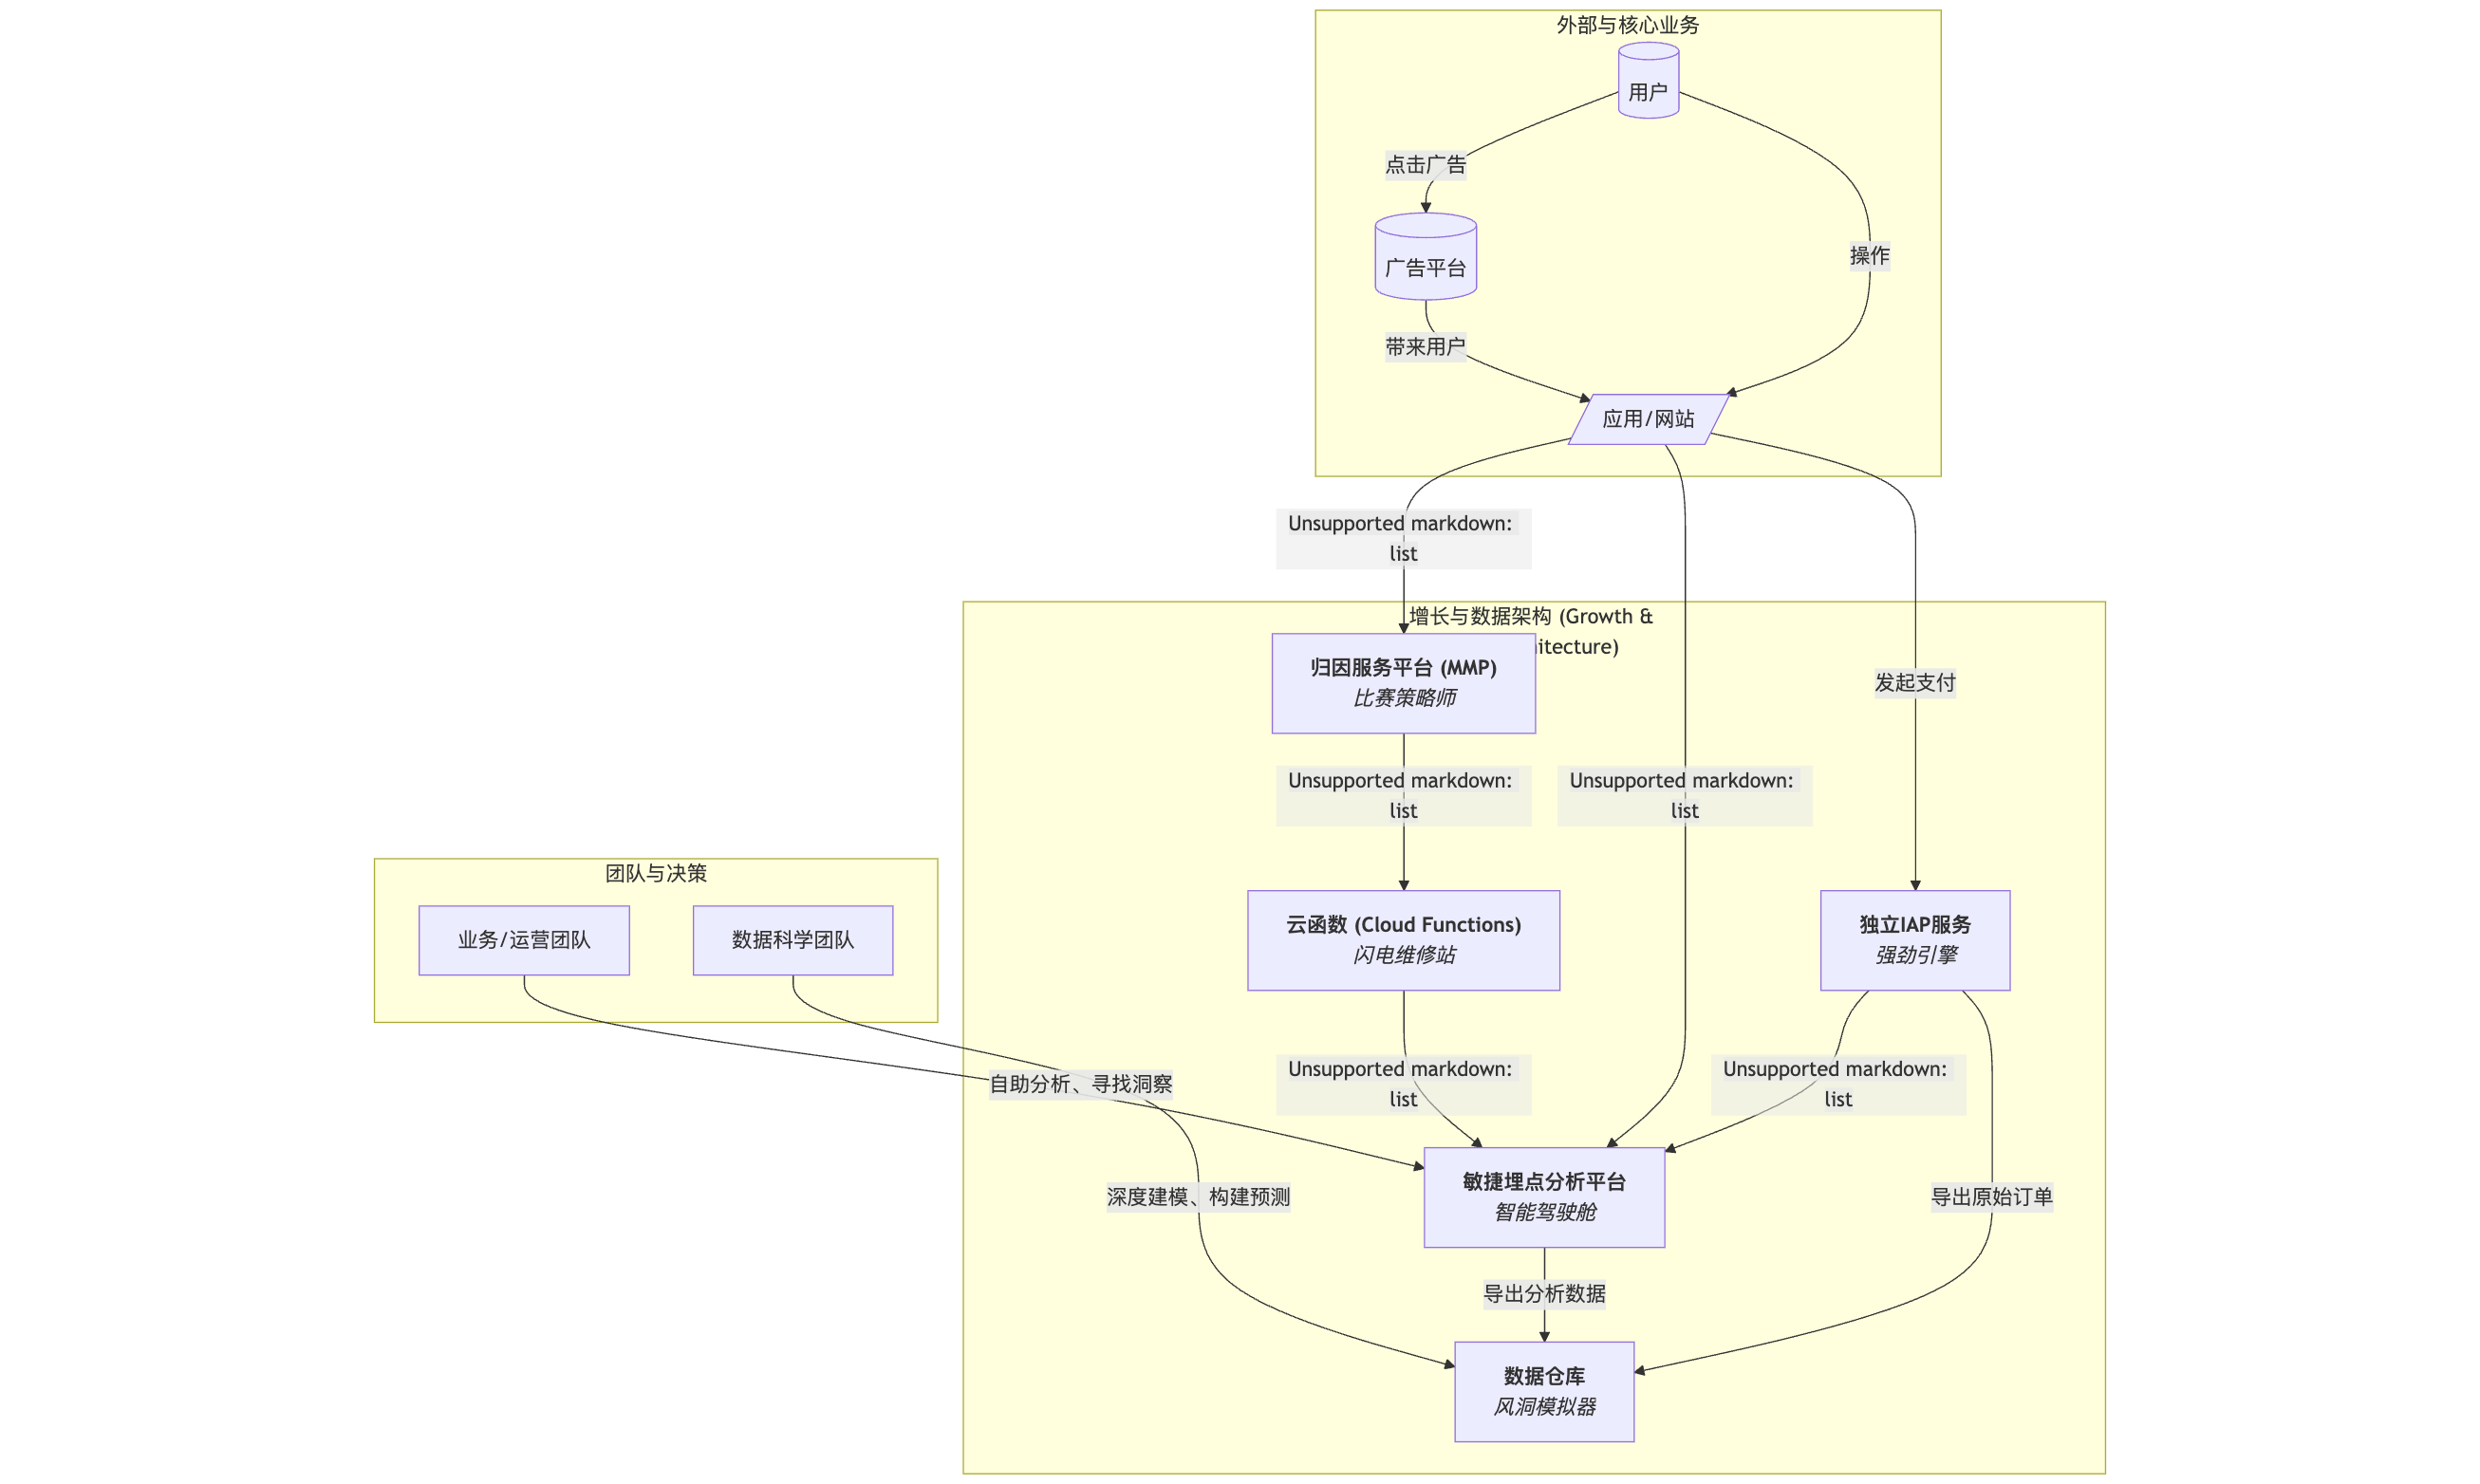 外部与核心业务
用户
点击广告
广告平台
操作
带来用户
应用/网站
Unsupported markdown:
list
增长与数据架构 (Growth &
itecture)
归因服务平台 (MMP)
比赛策略师
发起支付
Unsupported markdown:
list
Unsupported markdown:
list
团队与决策
业务/运营团队
数据科学团队
云函数 (Cloud Functions)
闪电维修站
独立IAP服务
强劲引擎
自助分析、寻找洞察
Unsupported markdown:
list
Unsupported markdown:
list
深度建模、构建预测
敏捷埋点分析平台
智能驾驶舱
导出原始订单
导出分析数据
数据仓库
风洞模拟器